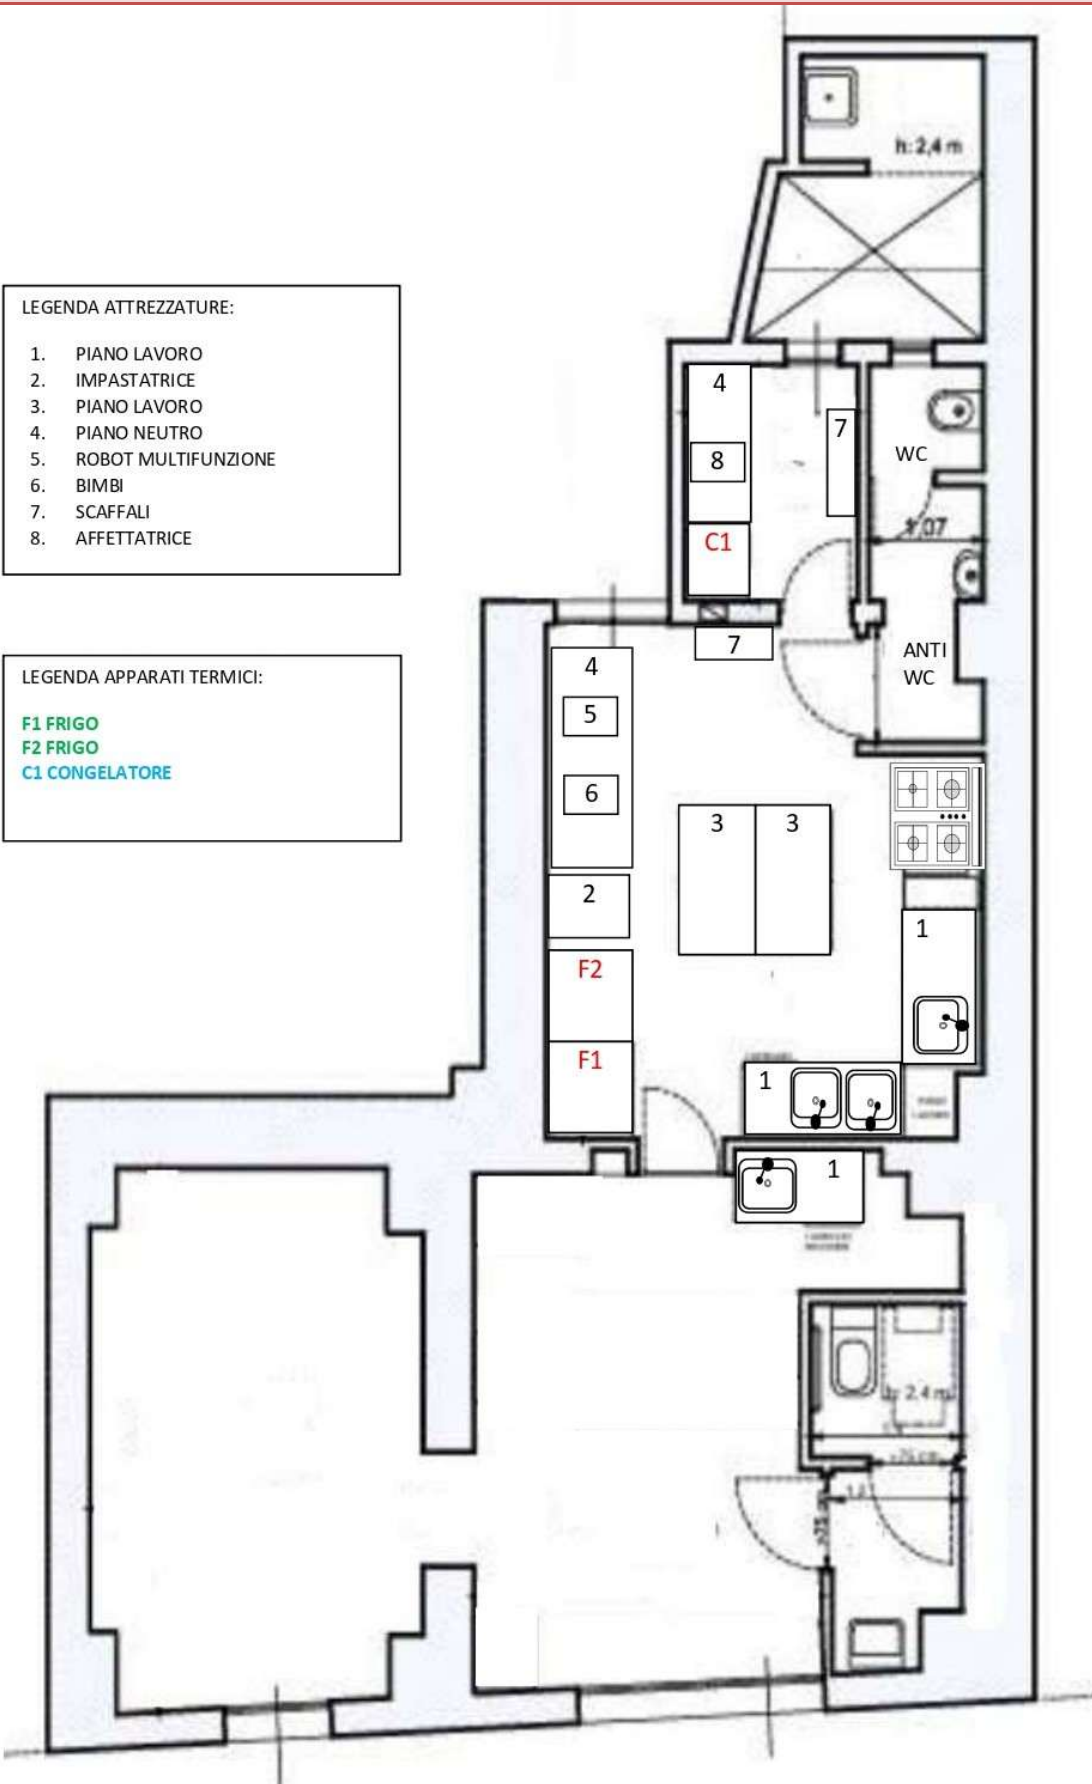 h: 2,4 m
LEGENDA ATTREZZATURE:
1. PIANO LAVORO
2. IMPASTATRICE
3. PIANO LAVORO
4. PIANO NEUTRO
5. ROBOT MULTIFUNZIONE
6. BIMBI
7. SCAFFALI
8. AFFETTATRICE
4
7
8
WC
C1
7
ANTI
WC
4
5
6
LEGENDA APPARATI TERMICI:
F1 FRIGO
F2 FRIGO
C1 CONGELATORE
3 3
2
1
F2
F1
1
1
h: 2,4 m